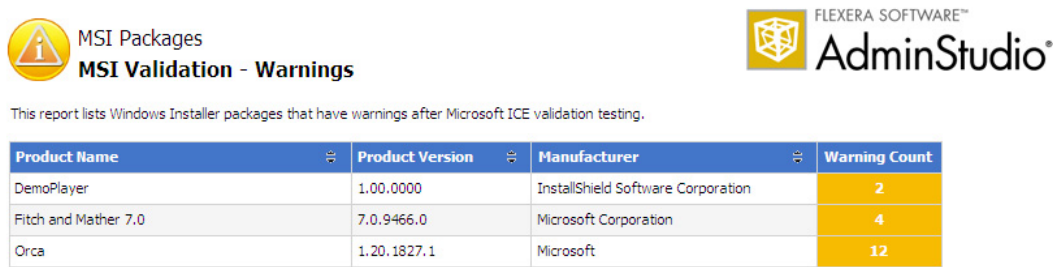 MSI Packages
MSI Validation - Warnings
FLEXERA SOFTWARE™
AdminStudio®
This report lists Windows Installer packages that have warnings after Microsoft ICE validation testing.
Product Name Product Version Manufacturer Warning Count
DemoPlayer 1.00.0000 InstallShield Software Corporation 2
Fitch and Mather 7.0 7.0.9466.0 Microsoft Corporation 4
Orca 1.20.1827.1 Microsoft 12